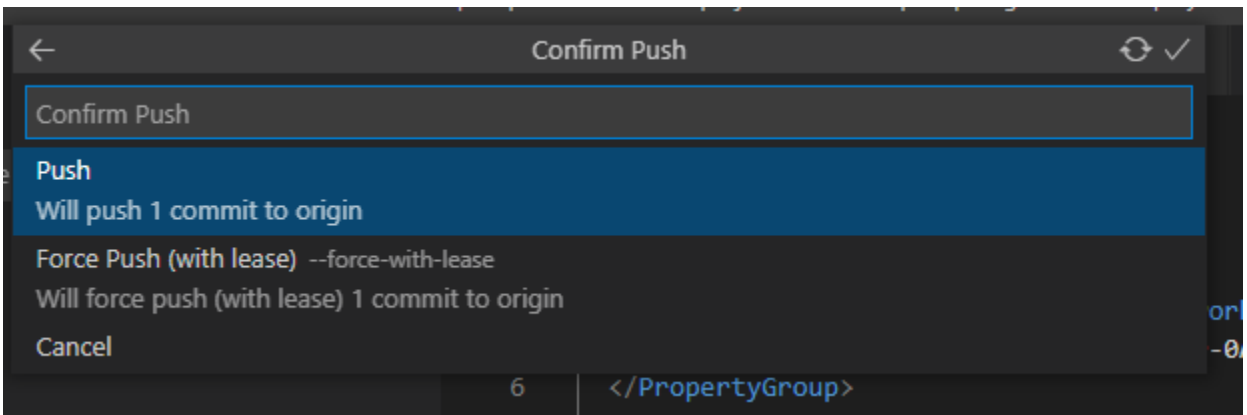 Confirm Push
Confirm Push
Push
Will push 1 commit to origin
Force Push (with lease) --force-with-lease
Will force push (with lease) 1 commit to origin
Cancel
6 </PropertyGroup>